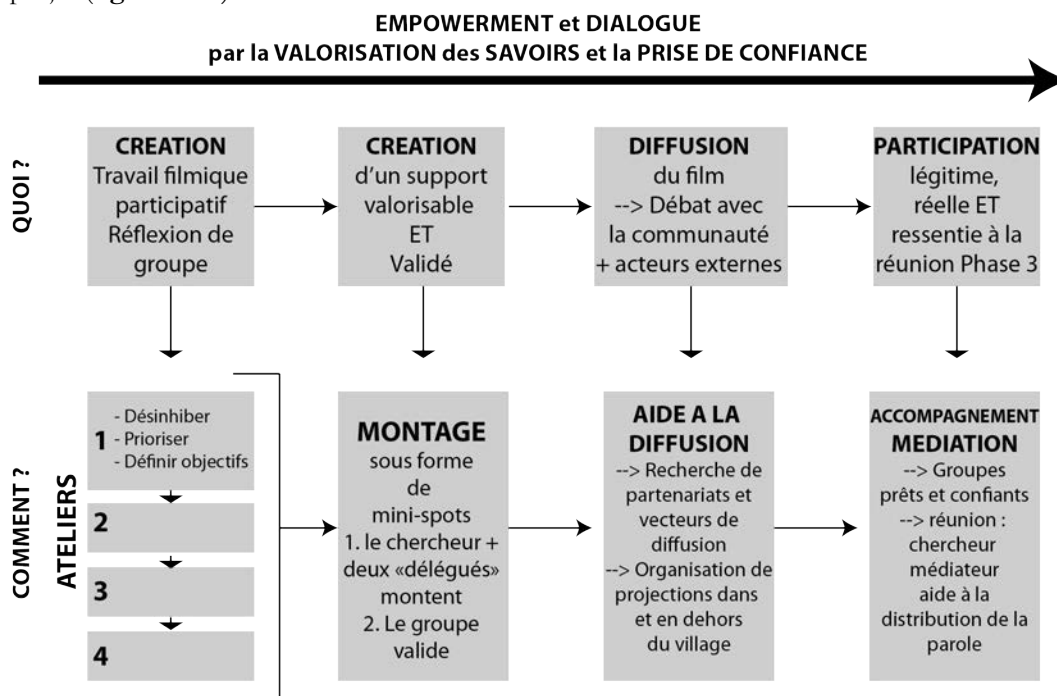 EMPOWERMENT et DIALOGUE
par la VALORISATION des SAVOIRS et la PRISE DE CONFIANCE
QUOI ?
CREATION
Travail filmique
participatif
Réflexion de
groupe
CREATION
d'un support
valorisable
ET
Validé
DIFFUSION
du film
--> Débat avec
la communauté
+ acteurs externes
PARTICIPATION
légitime,
réelle ET
ressentie à la
réunion Phase 3
COMMENT ?
ATELIERS
1
- Désinhiber
- Prioriser
- Définir objectifs
2
3
4
MONTAGE
sous forme
de
mini-spots
1. le chercheur +
deux «délégués»
montent
2. Le groupe
valide
AIDE A LA
DIFFUSION
--> Recherche de
partenariats et
vecteurs de
diffusion
--> Organisation de
projections dans
et en dehors
du village
ACCOMPAGNEMENT
MEDIATION
--> Groupes
prêts et confiants
--> réunion :
chercheur
médiateur
aide à la
distribution de la
parole